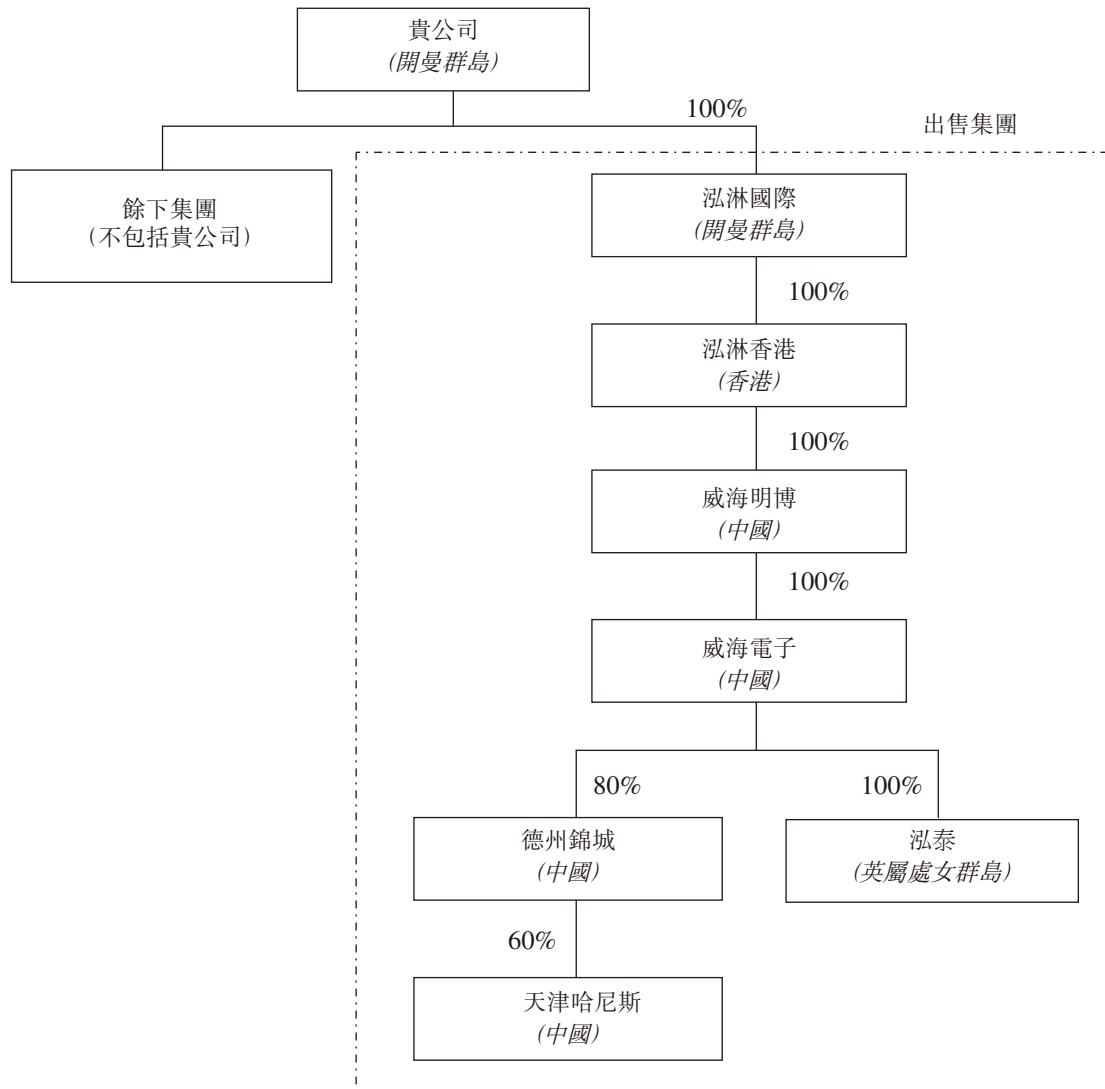 貴公司
(開曼群島)
100%
出售集團
餘下集團
(不包括貴公司)
泓淋國際
(開曼群島)
100%
泓淋香港
(香港)
100%
威海明博
(中國)
100%
威海電子
(中國)
80%
100%
德州錦城
(中國)
泓泰
(英屬處女群島)
60%
天津哈尼斯
(中國)